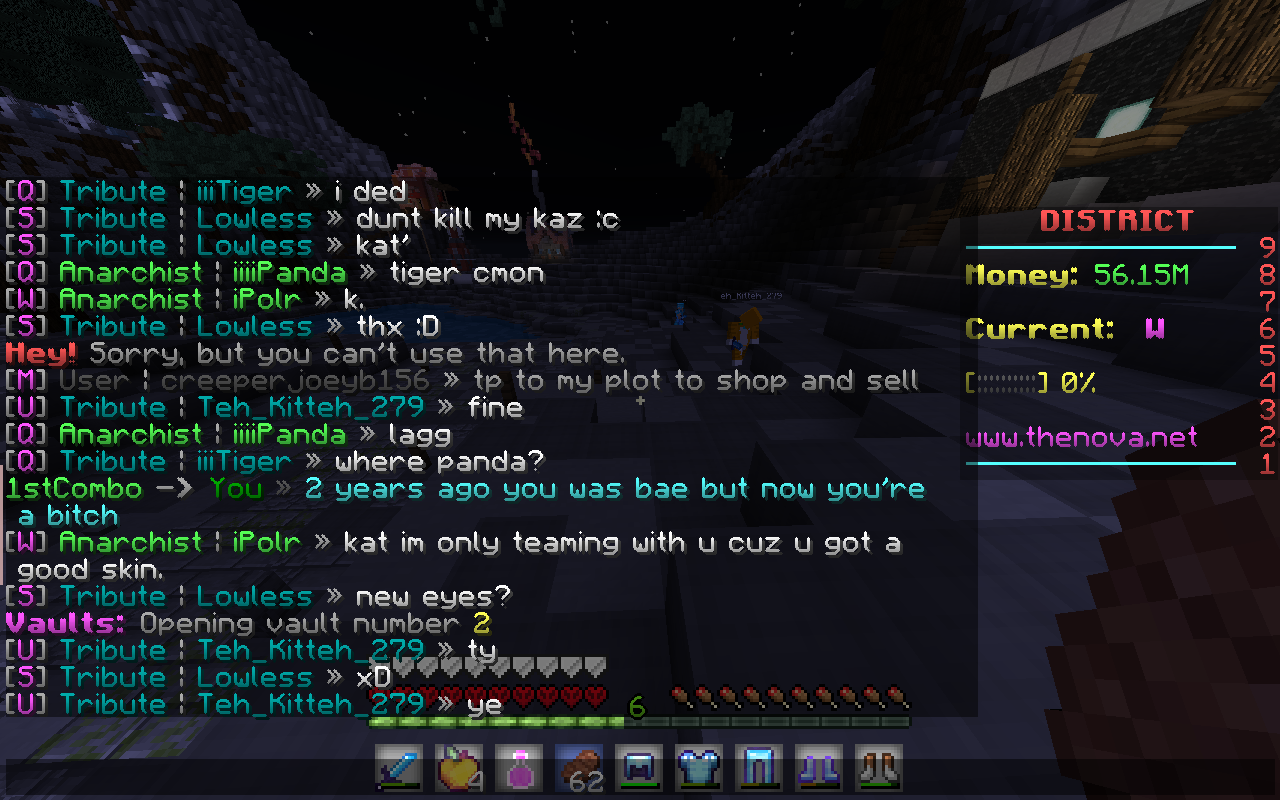 [Q] Tribute ¦ iiiTiger » i ded
[S] Tribute ¦ Lowless » dunt kill my kaz :c
[S] Tribute ¦ Lowless » kat'
[Q] Anarchist ¦ iiiiPanda » tiger cmon
[W] Anarchist ¦ iPolr » k.
[S] Tribute ¦ Lowless » thx :D
Hey! Sorry, but you can't use that here.
[M] User ¦ creeperjoeyb156 » tp to my plot to shop and sell
[U] Tribute ¦ Teh_Kitteh_279 » fine
[Q] Anarchist ¦ iiiiPanda » lagg
[Q] Tribute ¦ iiiTiger » where panda?
1stCombo -> You » 2 years ago you was bae but now you're
a bitch
[W] Anarchist ¦ iPolr » kat im only teaming with u cuz u got a
good skin.
[S] Tribute ¦ Lowless » new eyes?
Vaults: Opening vault number 2
[U] Tribute ¦ Teh_Kitteh_279 » ty
[S] Tribute ¦ Lowless » xD
[U] Tribute ¦ Teh_Kitteh_279 » ye
eh_Kitteh_279
DISTRICT
9
Money: 56.15M 8
7
Current: W 6
5
[::::::::::] 0% 4
3
www.thenova.net 2
1
6
4
62